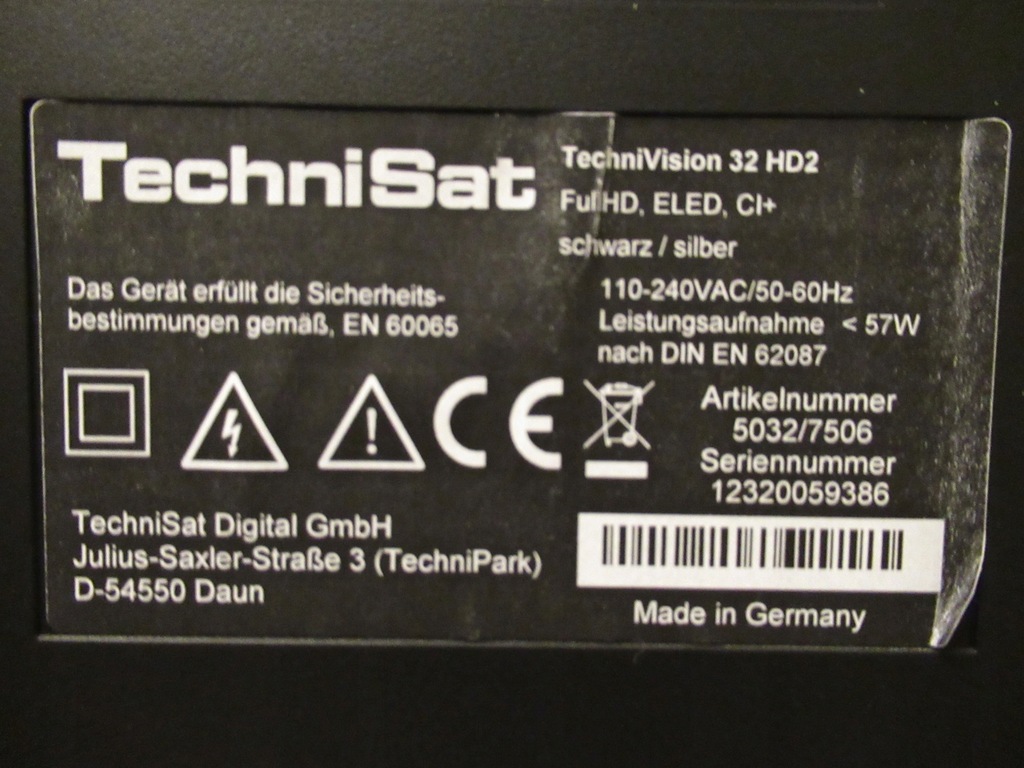 TechniSat
TechniVision 32 HD2
Full HD, ELED, CI+
schwarz / silber
Das Gerät erfüllt die Sicherheits-
bestimmungen gemäß, EN 60065
110-240VAC/50-60Hz
Leistungsaufnahme < 57W
nach DIN EN 62087
CE
Artikelnummer
5032/7506
Seriennummer
12320059386
TechniSat Digital GmbH
Julius-Saxler-Straße 3 (TechniPark)
D-54550 Daun
Made in Germany